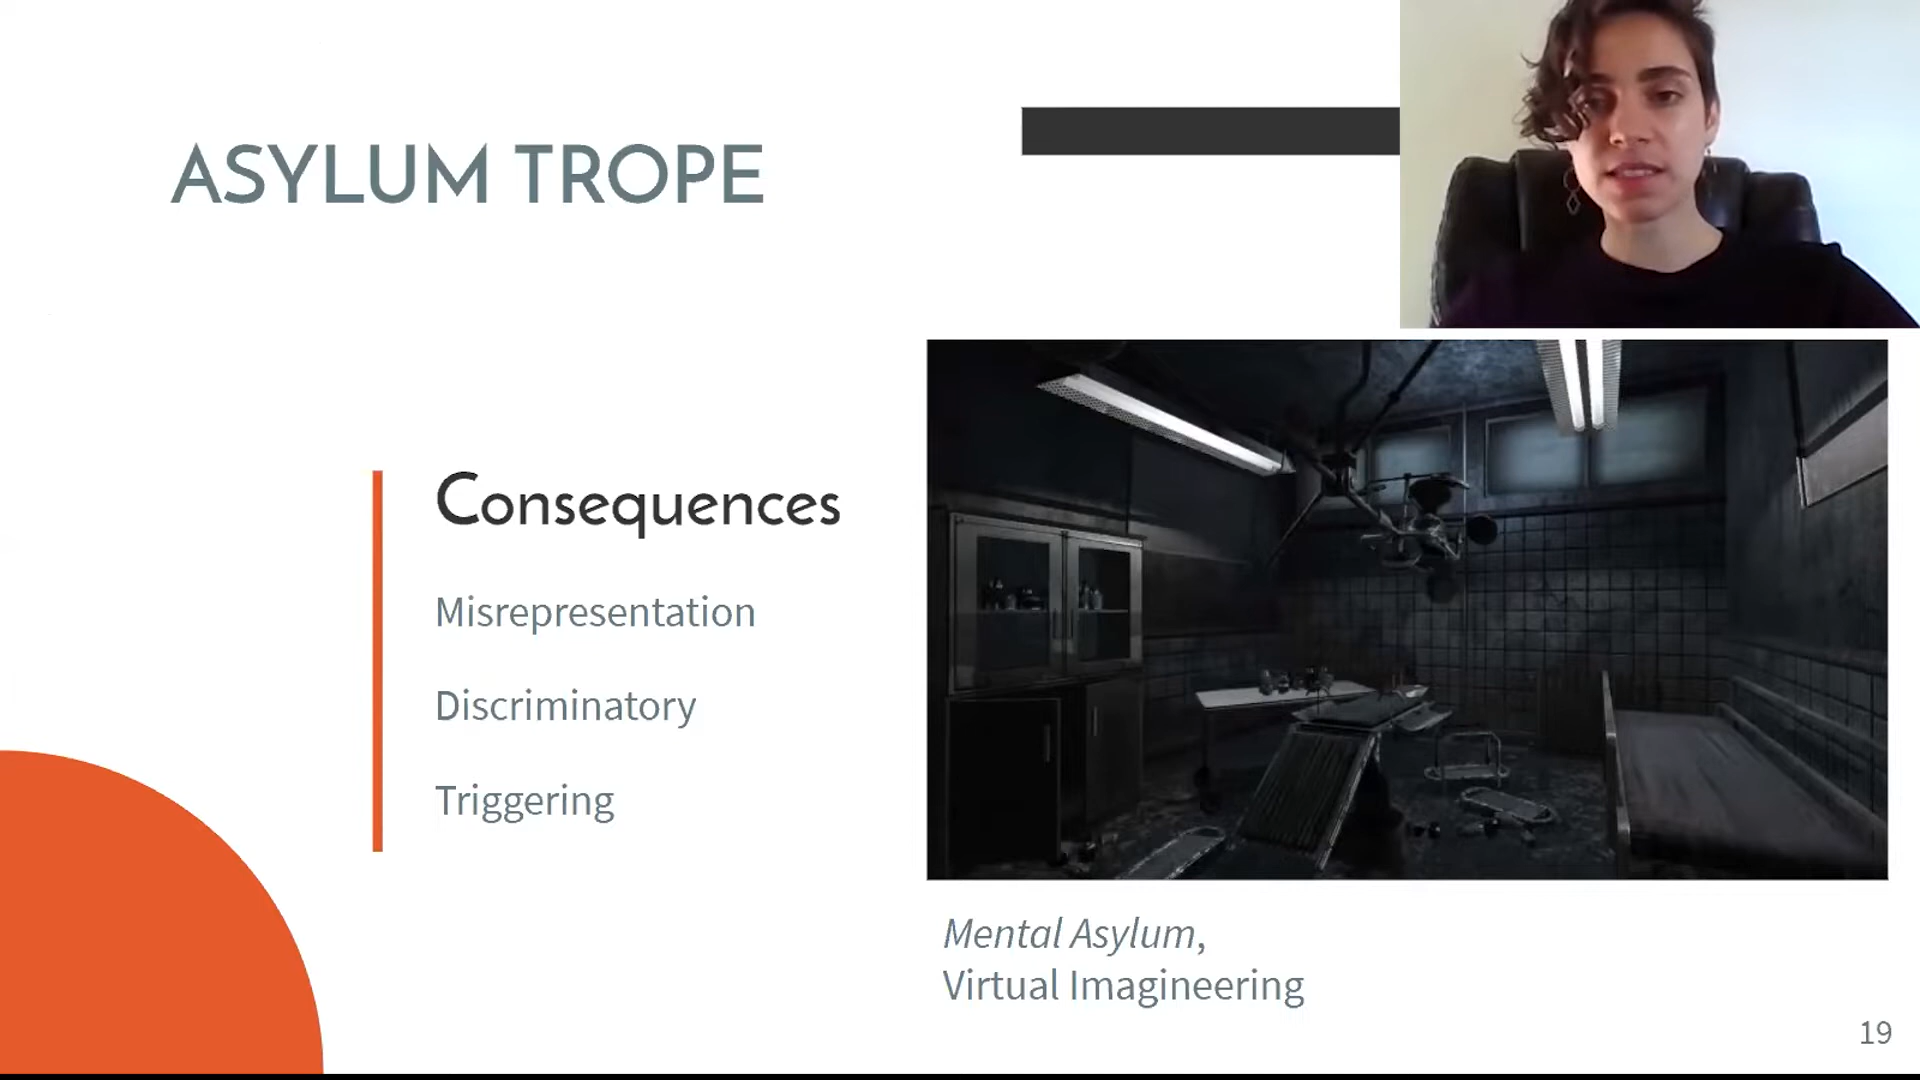 ASYLUM TROPE
Consequences
Misrepresentation
Discriminatory
Triggering
Mental Asylum,
Virtual Imagineering
19